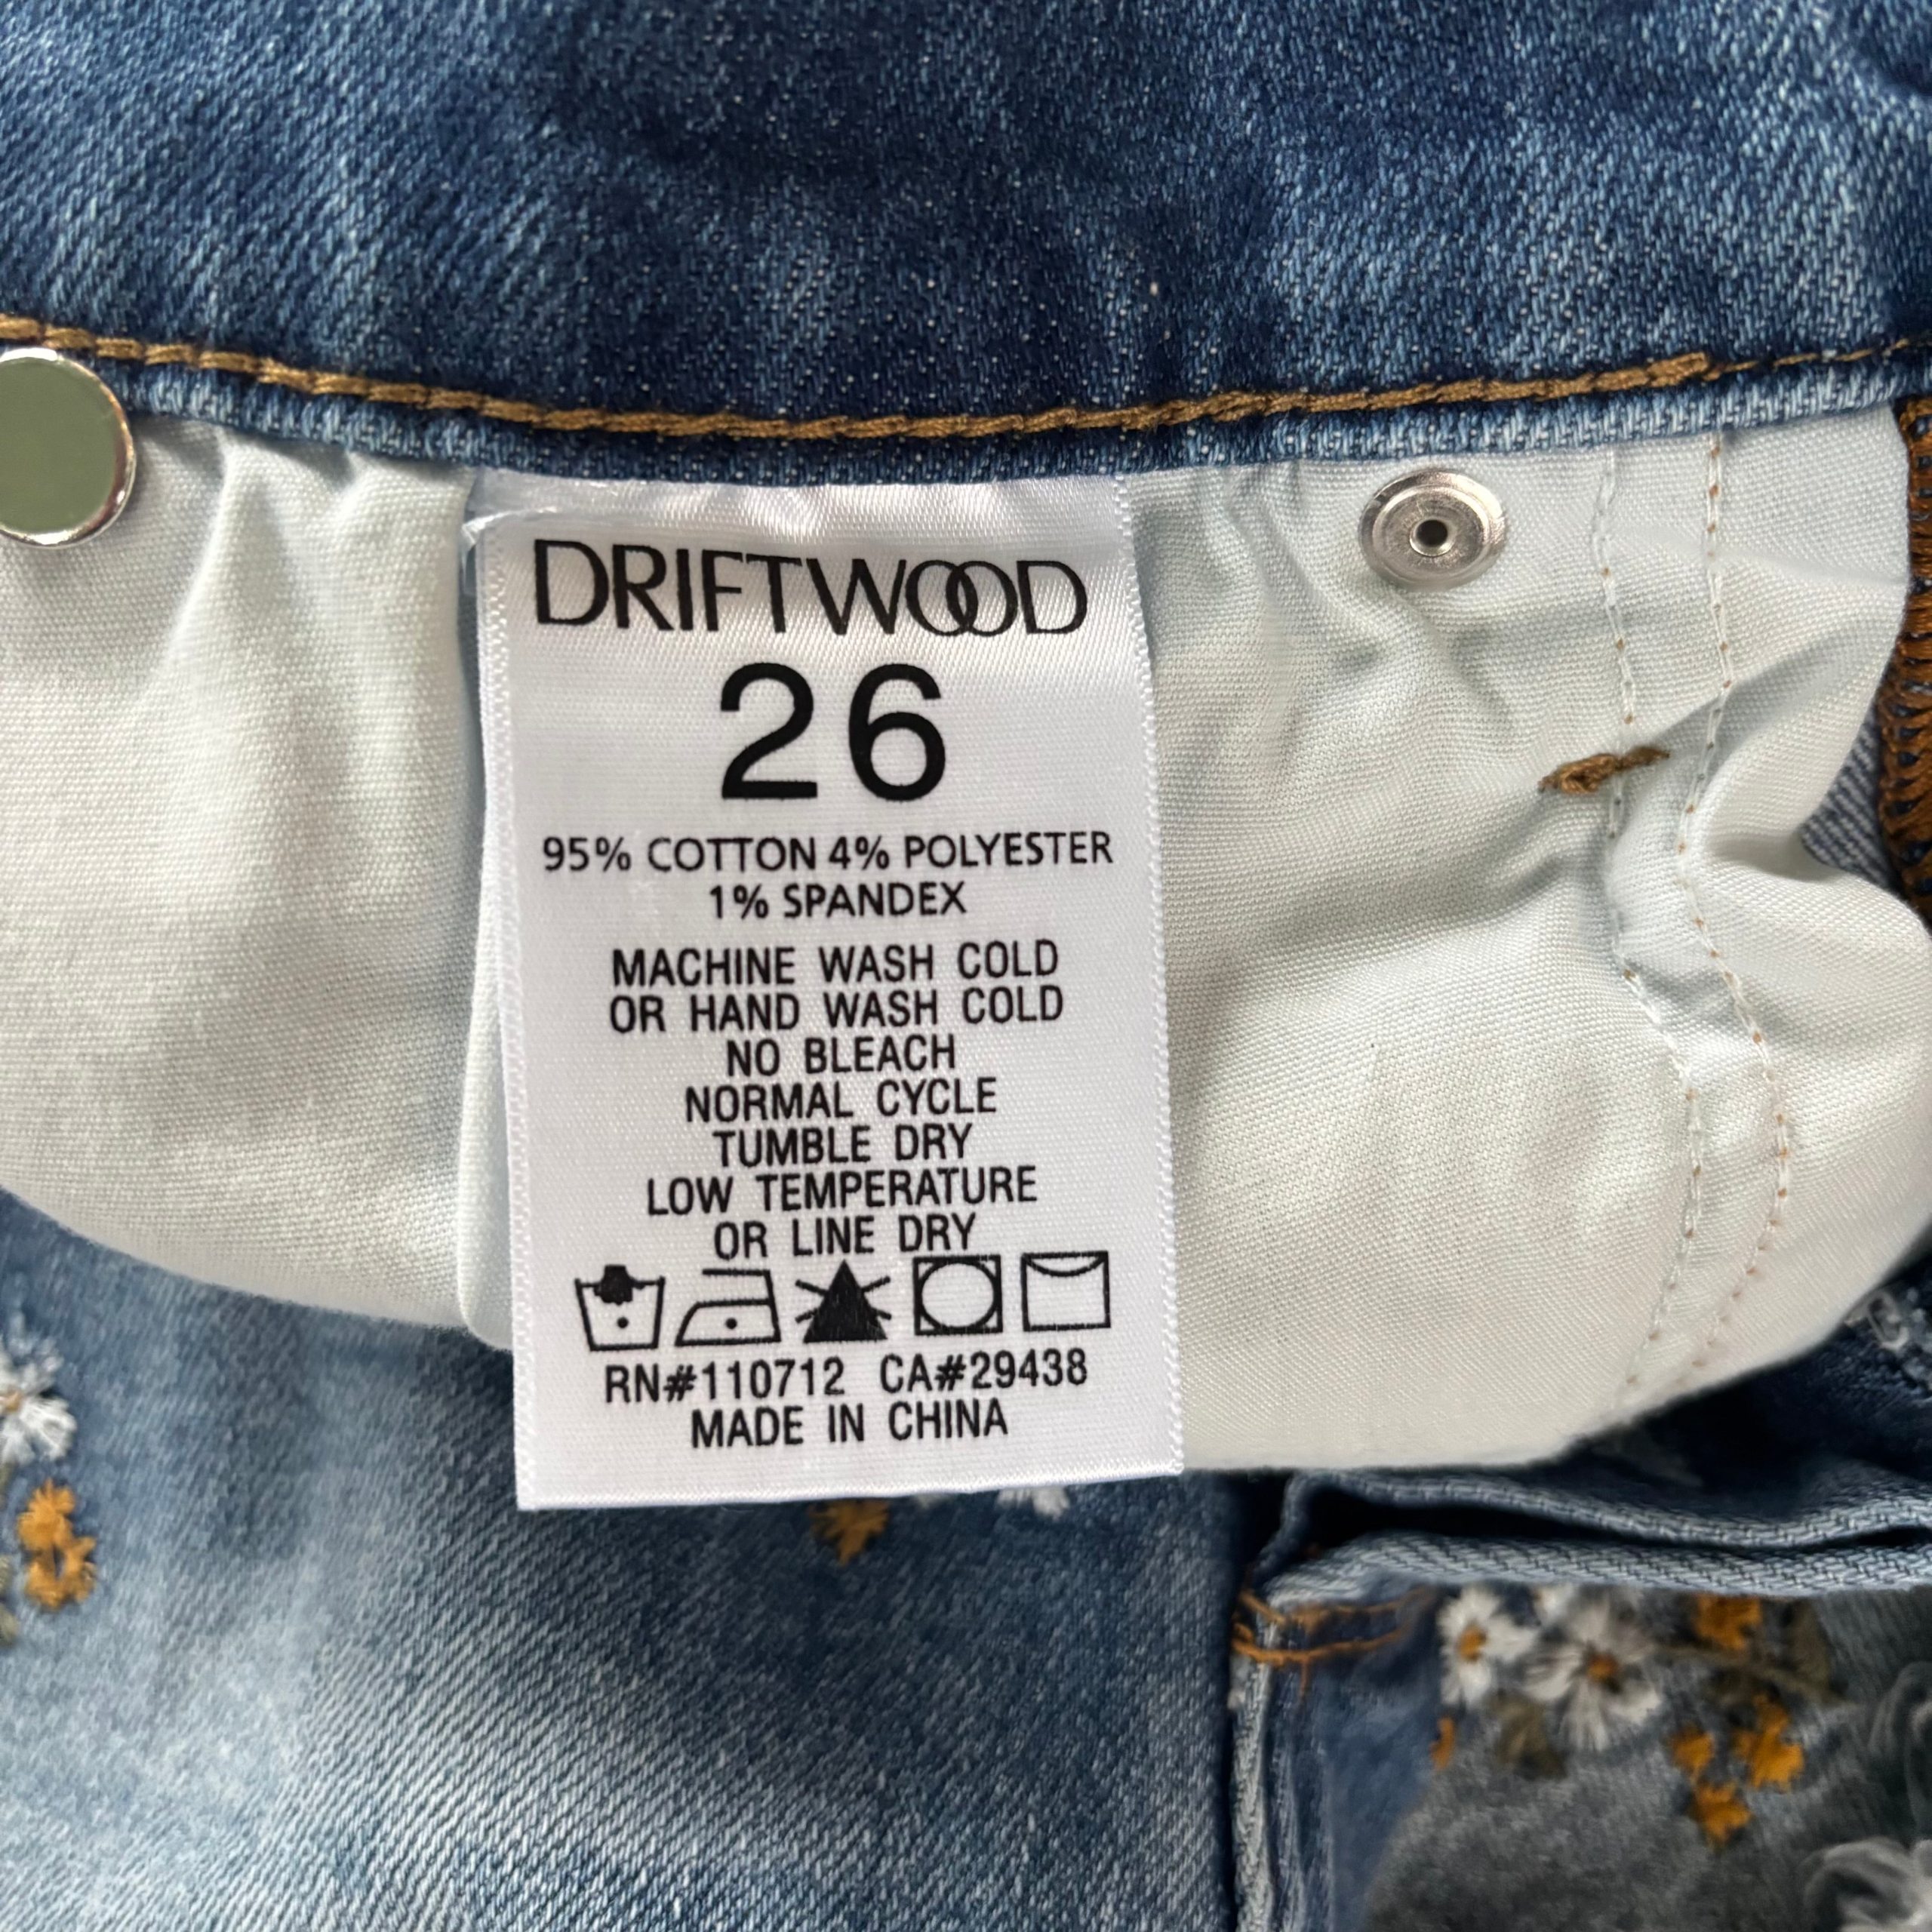 DRIFTWOOD
26
95% COTTON 4% POLYESTER
1% SPANDEX
MACHINE WASH COLD
OR HAND WASH COLD
NO BLEACH
NORMAL CYCLE
TUMBLE DRY
LOW TEMPERATURE
OR LINE DRY
RN#110712 CA#29438
MADE IN CHINA